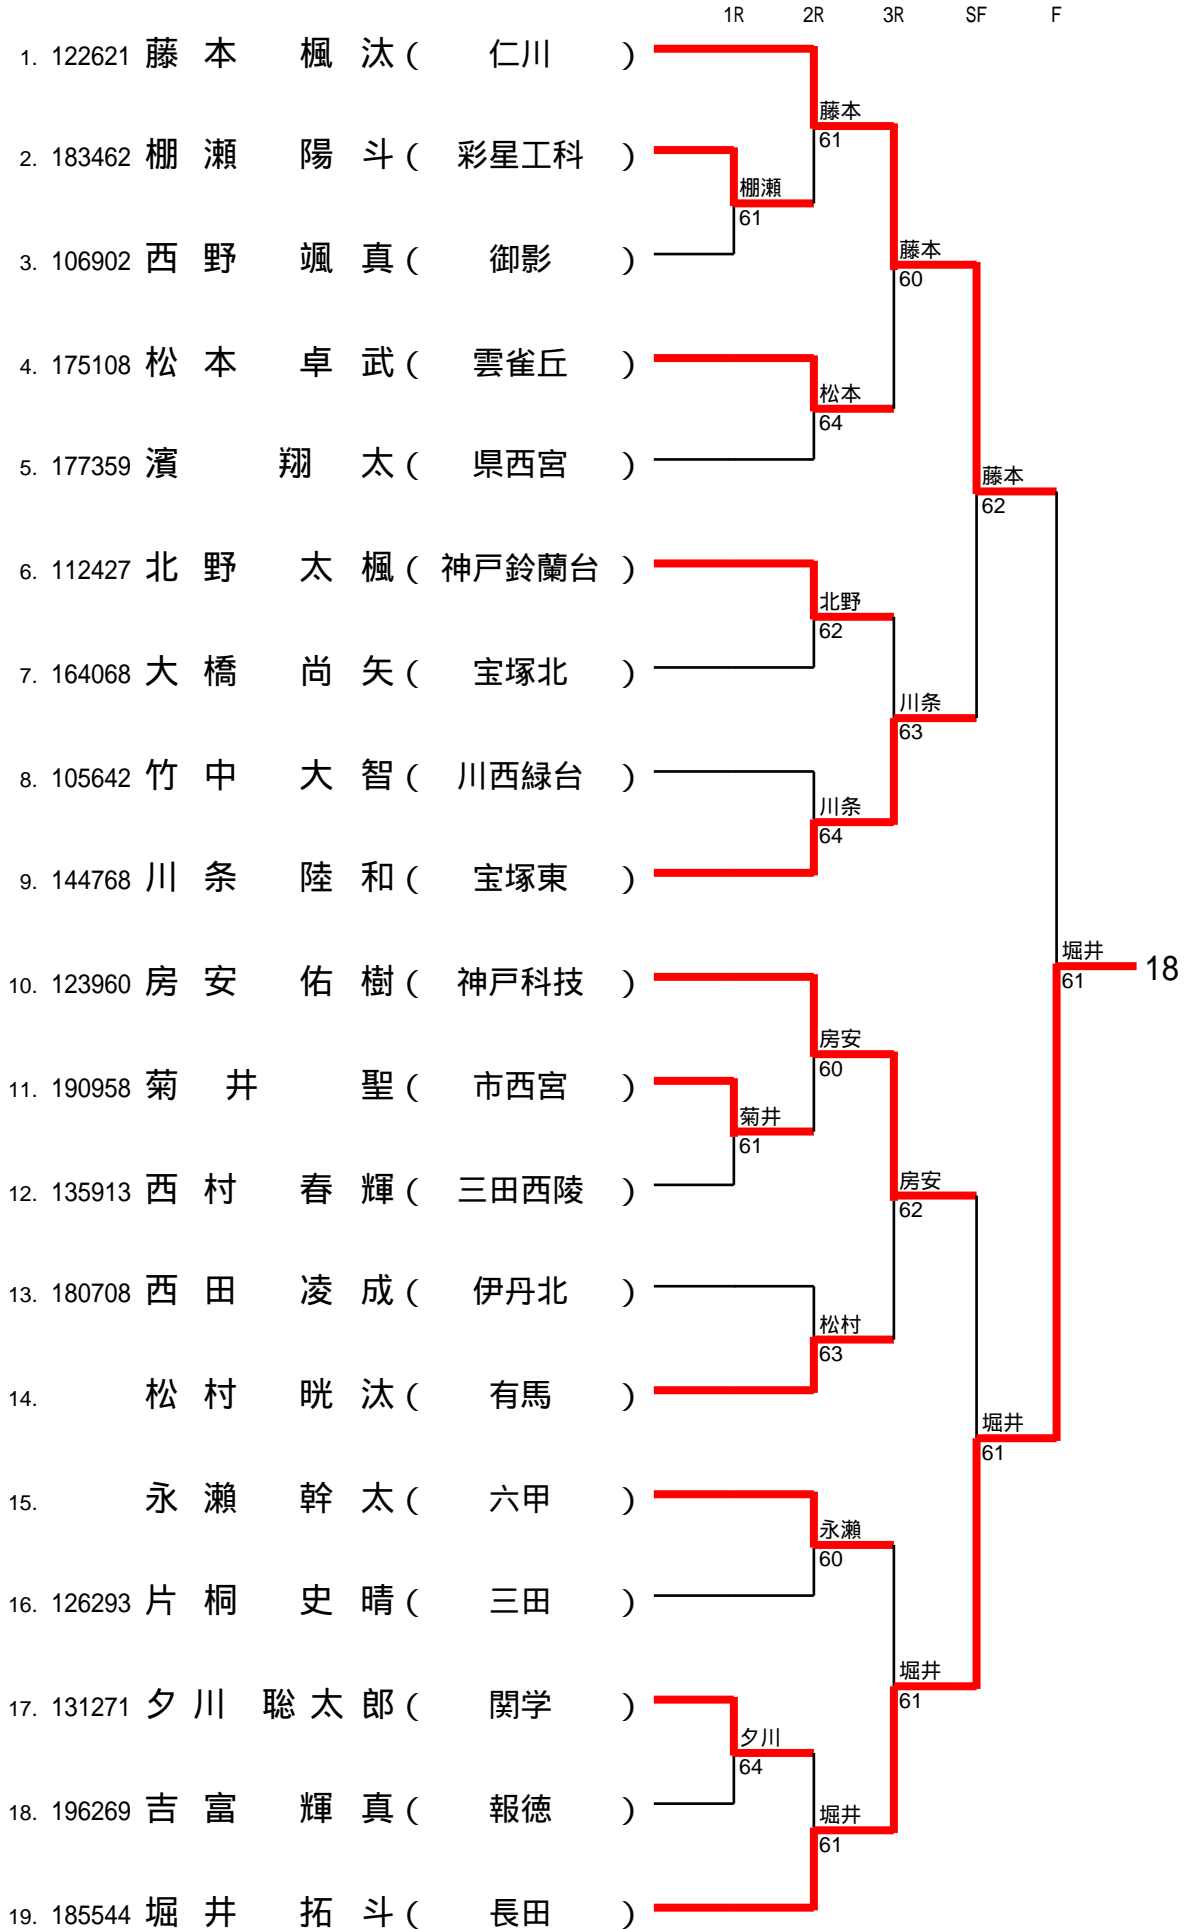 1R 2R 3R SF F
1. 122621 藤本 楓汰 ( 仁川 )
藤本
61
2. 183462 棚瀬 陽斗 ( 彩星工科 )
棚瀬
61
3. 106902 西野 颯真 ( 御影 )
藤本
60
4. 175108 松本 卓武 ( 雲雀丘 )
松本
64
5. 177359 濱 翔太 ( 県西宮 )
藤本
62
6. 112427 北野 太楓 ( 神戸鈴蘭台 )
北野
62
7. 164068 大橋 尚矢 ( 宝塚北 )
川条
63
8. 105642 竹中 大智 ( 川西緑台 )
川条
64
9. 144768 川条 陸和 ( 宝塚東 )
堀井
61
18
10. 123960 房安 佑樹 ( 神戸科技 )
房安
60
11. 190958 菊井 聖 ( 市西宮 )
菊井
61
12. 135913 西村 春輝 ( 三田西陵 )
房安
62
13. 180708 西田 凌成 ( 伊丹北 )
松村
63
14. 松村 晄汰 ( 有馬 )
堀井
61
15. 永瀬 幹太 ( 六甲 )
永瀬
60
16. 126293 片桐 史晴 ( 三田 )
堀井
61
17. 131271 夕川 聡太郎 ( 関学 )
夕川
64
18. 196269 吉富 輝真 ( 報徳 )
堀井
61
19. 185544 堀井 拓斗 ( 長田 )